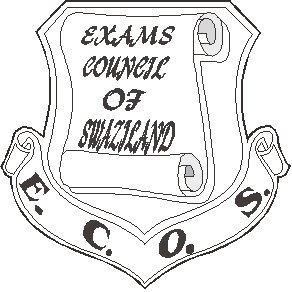 EXAMS
COUNCIL
OF
SWAZILAND
E. C. O. S.